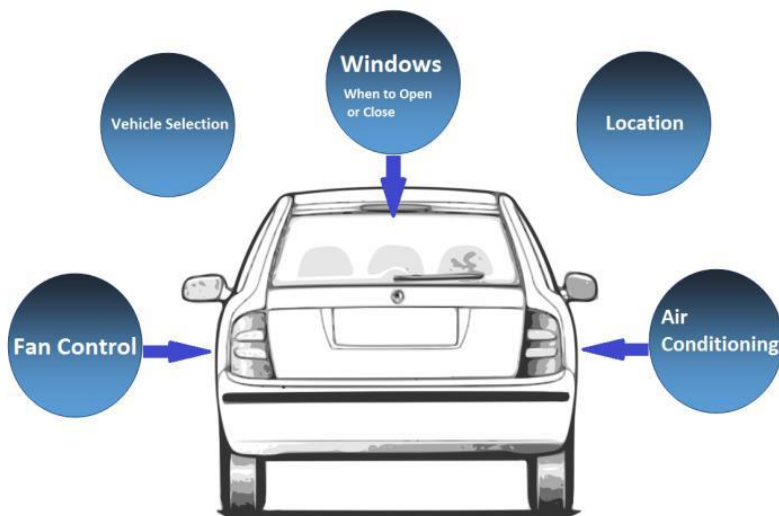 Windows
When to Open
or Close
Vehicle Selection
Location
Fan Control
Air
Conditioning